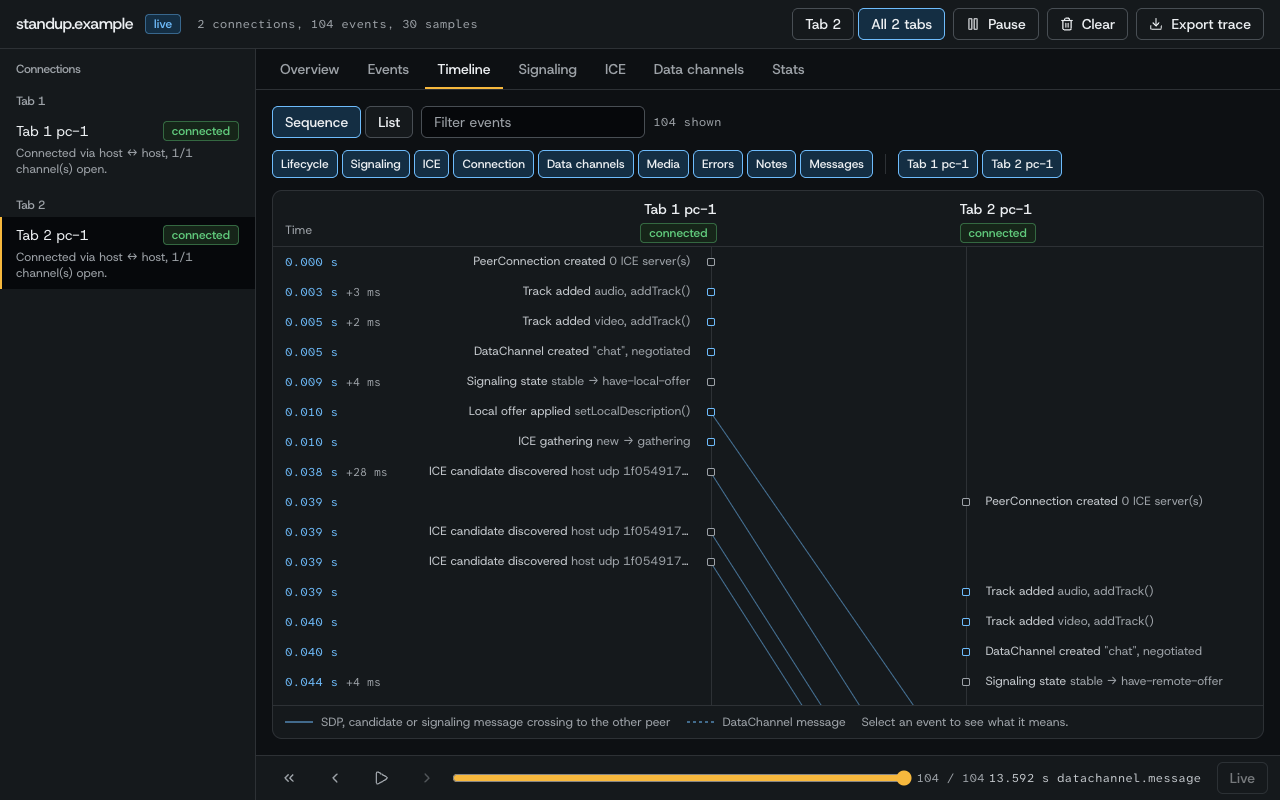 standup.example live 2 connections, 104 events, 30 samples Tab 2 All 2 tabs Pause Clear Export trace
Connections
Tab 1
Tab 1 pc-1 connected
Connected via host ↔ host, 1/1
channel(s) open.
Tab 2
Tab 2 pc-1 connected
Connected via host ↔ host, 1/1
channel(s) open.
Overview Events Timeline Signaling ICE Data channels Stats
Sequence List Filter events 104 shown
Lifecycle Signaling ICE Connection Data channels Media Errors Notes Messages Tab 1 pc-1 Tab 2 pc-1
Tab 1 pc-1 Tab 2 pc-1
Time connected connected
0.000 s PeerConnection created 0 ICE server(s)
0.003 s +3 ms Track added audio, addTrack()
0.005 s +2 ms Track added video, addTrack()
0.005 s DataChannel created "chat", negotiated
0.009 s +4 ms Signaling state stable → have-local-offer
0.010 s Local offer applied setLocalDescription()
0.010 s ICE gathering new → gathering
0.038 s +28 ms ICE candidate discovered host udp 1f054917…
0.039 s PeerConnection created 0 ICE server(s)
0.039 s ICE candidate discovered host udp 1f054917…
0.039 s ICE candidate discovered host udp 1f054917…
0.039 s Track added audio, addTrack()
0.040 s Track added video, addTrack()
0.040 s DataChannel created "chat", negotiated
0.044 s +4 ms Signaling state stable → have-remote-offer
SDP, candidate or signaling message crossing to the other peer DataChannel message Select an event to see what it means.
104 / 104 13.592 s datachannel.message Live